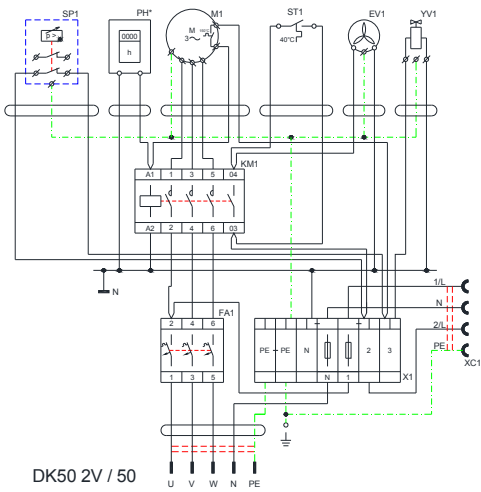 SP1
PH*
M1
ST1
EV1
YV1
P >
0000
h
M
3
150°C
40°C
KM1
A1 1 3 5 04
A2 2 4 6 03
N
1/L
N
2/L
PE
XC1
FA1
2 4 6
PE PE N 2 3
1 3 5
N 1
X1
U V W N PE
DK50 2V / 50